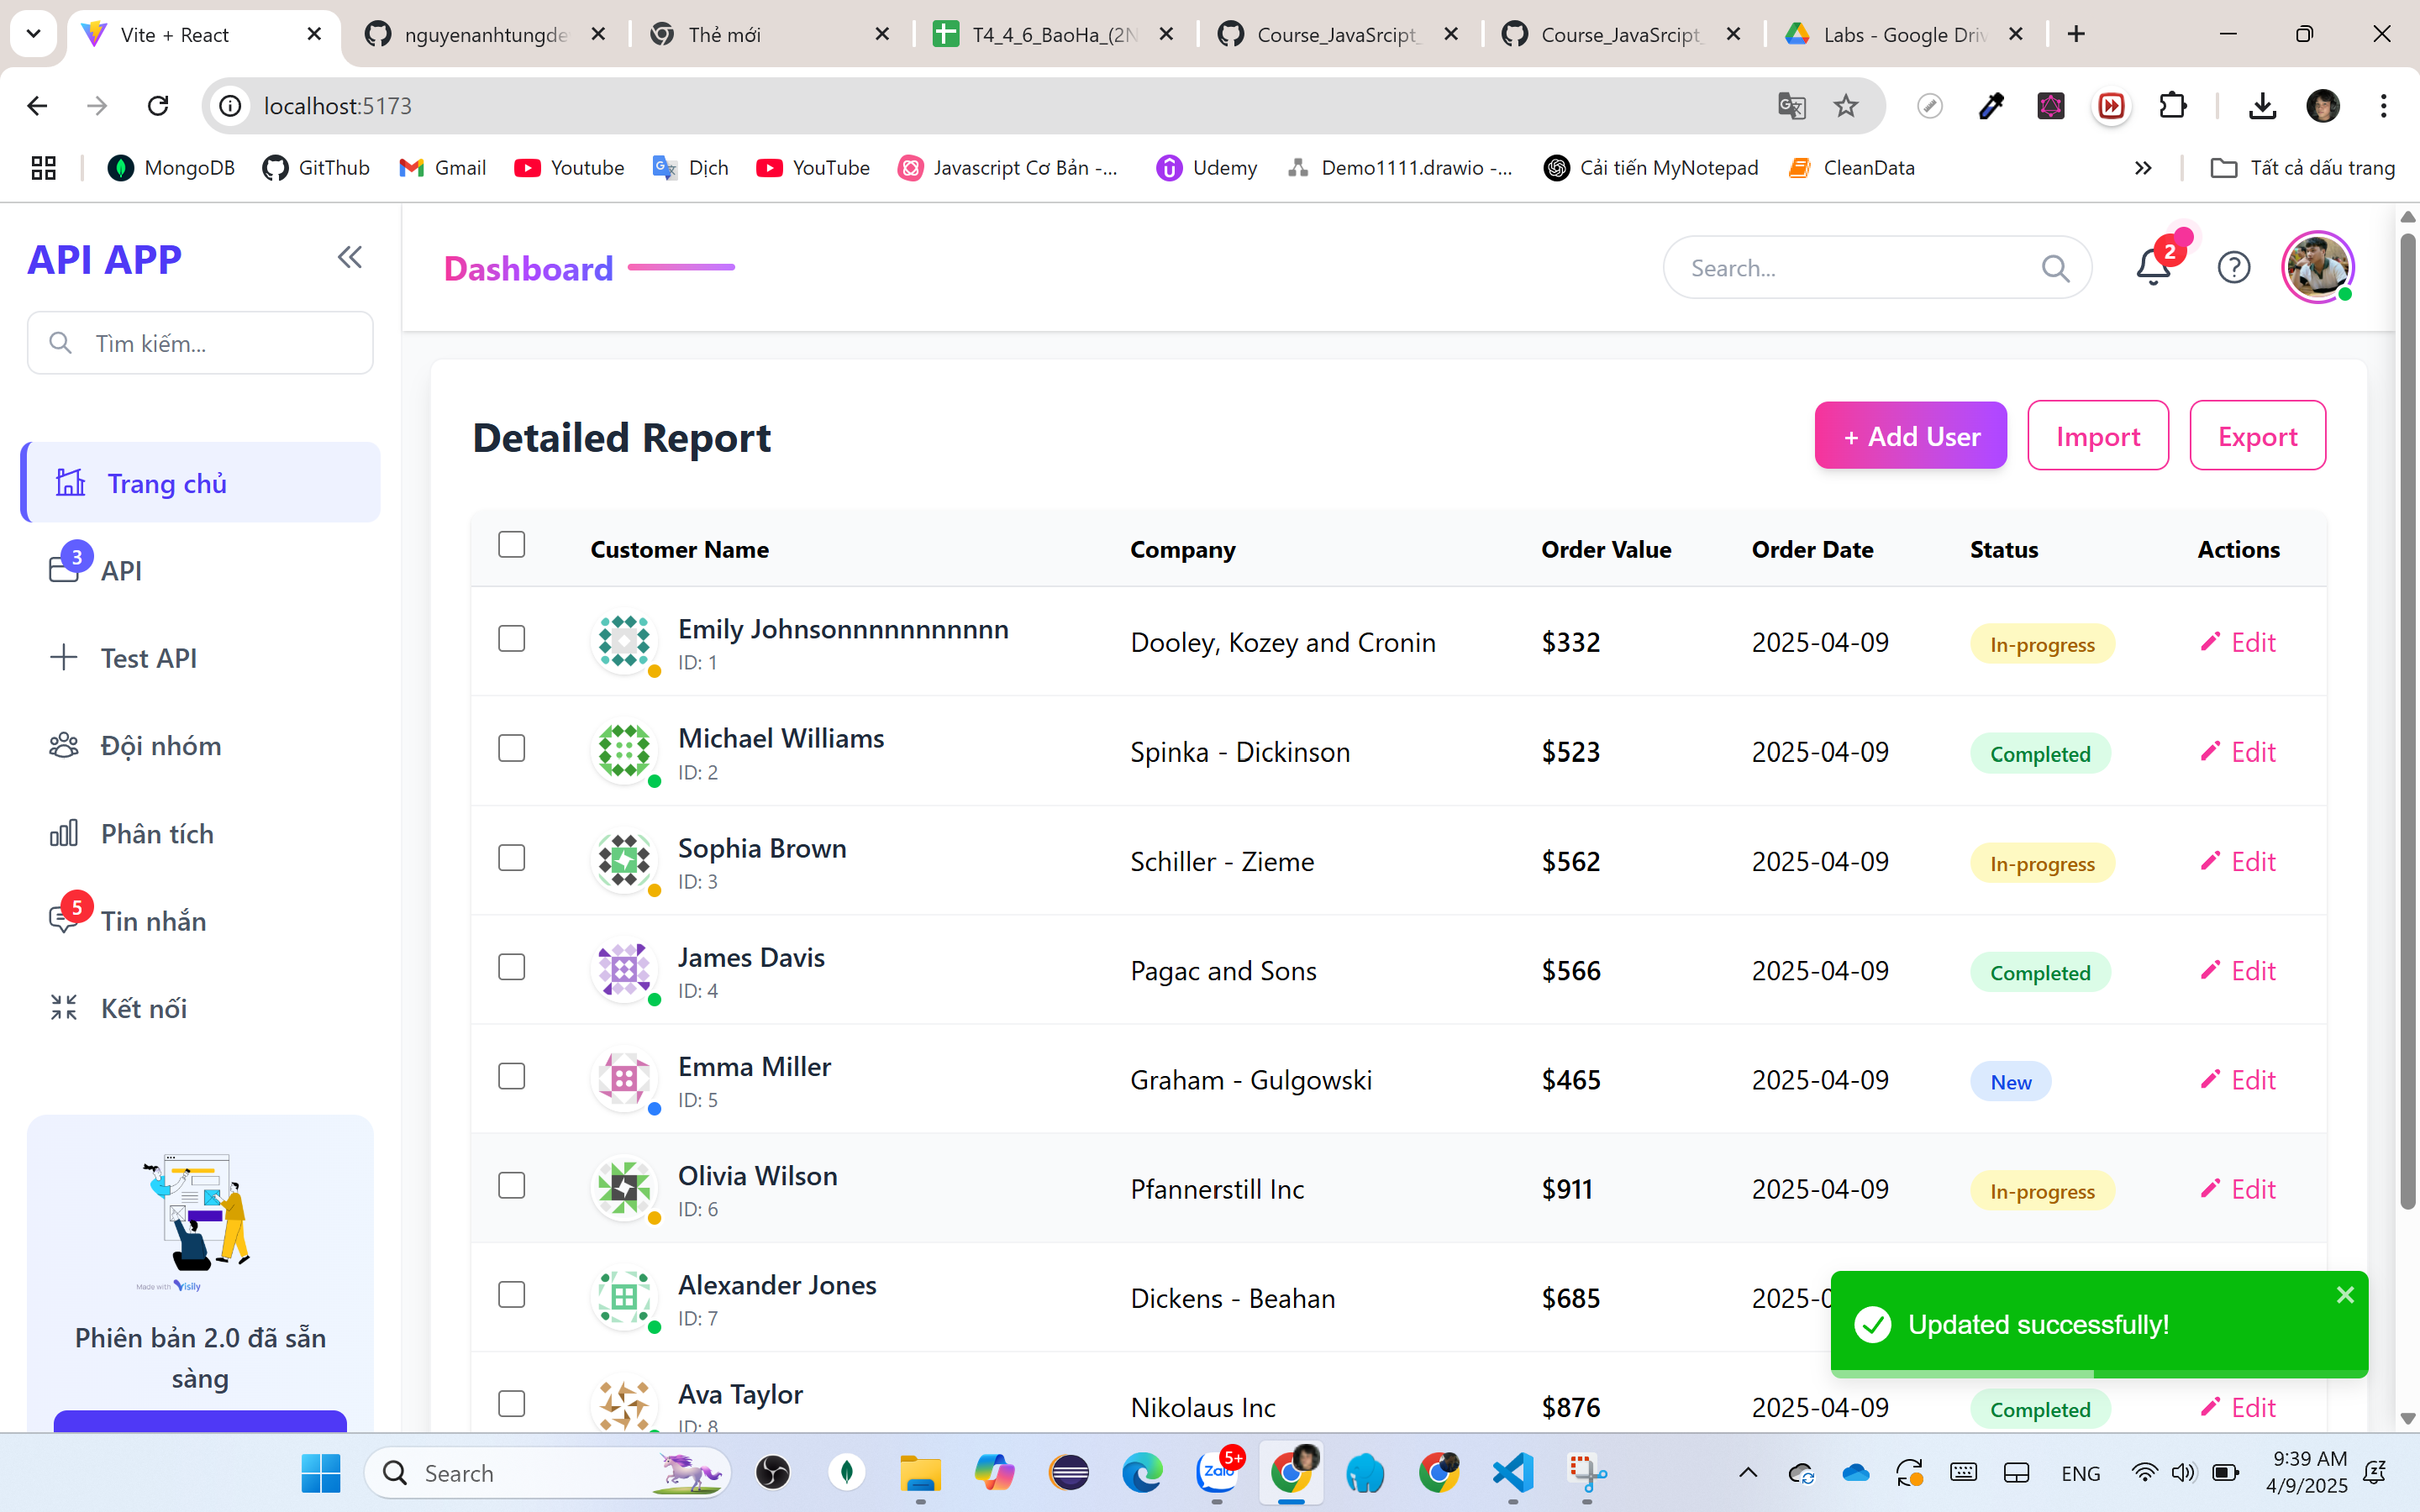 Vite + React
nguyenanhtungde
Thẻ mới
T4_4_6_BaoHa_(2N
Course_JavaSrcipt_
Course_JavaSrcipt_
Labs - Google Driv
localhost:5173
MongoDB
GitThub
Gmail
Youtube
Dịch
YouTube
Javascript Cơ Bản -...
Udemy
Demo1111.drawio -...
Cải tiến MyNotepad
CleanData
Tất cả dấu trang
API APP
Tìm kiếm...
Trang chủ
3
API
Test API
Đội nhóm
Phân tích
5
Tin nhắn
Kết nối
Made with Visily
Phiên bản 2.0 đã sẵn
sàng
Dashboard
Search...
2
Detailed Report
+ Add User
Import
Export
Customer Name Company Order Value Order Date Status Actions
Emily Johnsonnnnnnnnnnn
ID: 1
Dooley, Kozey and Cronin $332 2025-04-09 In-progress Edit
Michael Williams
ID: 2
Spinka - Dickinson $523 2025-04-09 Completed Edit
Sophia Brown
ID: 3
Schiller - Zieme $562 2025-04-09 In-progress Edit
James Davis
ID: 4
Pagac and Sons $566 2025-04-09 Completed Edit
Emma Miller
ID: 5
Graham - Gulgowski $465 2025-04-09 New Edit
Olivia Wilson
ID: 6
Pfannerstill Inc $911 2025-04-09 In-progress Edit
Alexander Jones
ID: 7
Dickens - Beahan $685 2025-0
Updated successfully!
Ava Taylor
ID: 8
Nikolaus Inc $876 2025-04-09 Completed Edit
Search
Zalo
5+
ENG
9:39 AM
4/9/2025